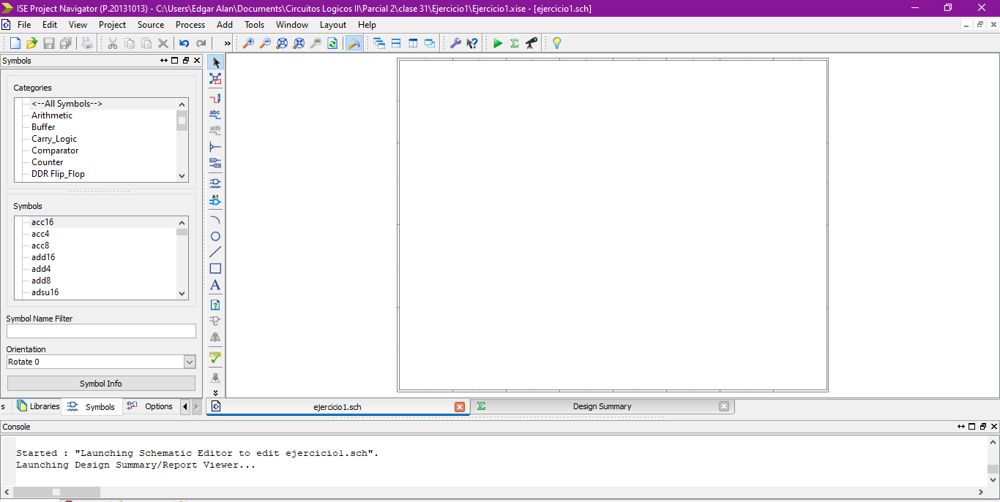 ISE Project Navigator (P.20131013) - C:\Users\Edgar Alan\Documents\Circuitos Logicos II\Parcial 2\clase 31\Ejercicio1\Ejercicio1.xise - [ejercicio1.sch]
File Edit View Project Source Process Add Tools Window Layout Help
Symbols
Categories
<--All Symbols-->
Arithmetic
Buffer
Carry_Logic
Comparator
Counter
DDR Flip_Flop
Symbols
acc16
acc4
acc8
add16
add4
add8
adsu16
Symbol Name Filter
Orientation
Rotate 0
Symbol Info
abc
a(0)
A1
A
s Libraries Symbols Options
ejercicio1.sch
Design Summary
Console
Started : "Launching Schematic Editor to edit ejercicio1.sch".
Launching Design Summary/Report Viewer...